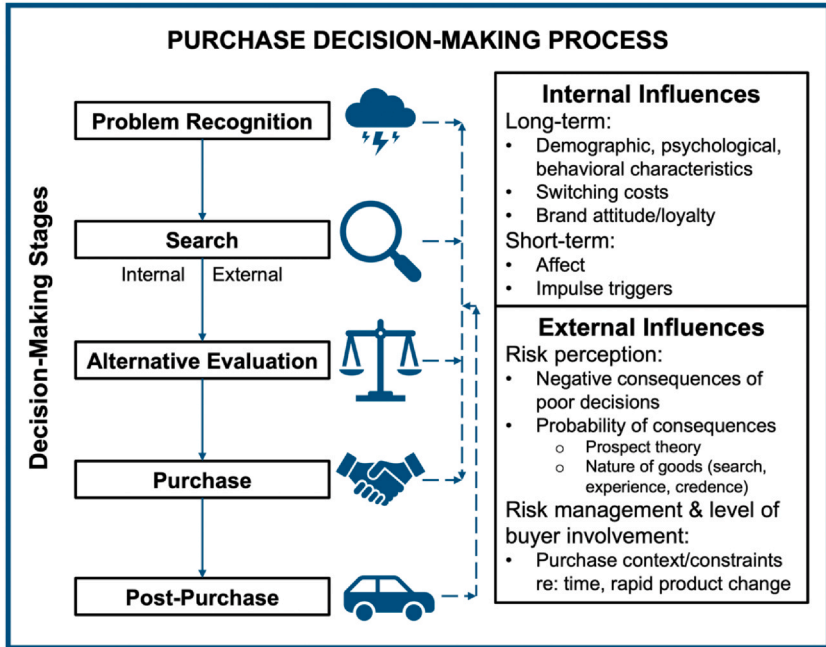 PURCHASE DECISION-MAKING PROCESS
Decision-Making Stages
Problem Recognition
Search
Internal External
Alternative Evaluation
Purchase
Post-Purchase
Internal Influences
Long-term:
• Demographic, psychological,
behavioral characteristics
• Switching costs
• Brand attitude/loyalty
Short-term:
• Affect
• Impulse triggers
External Influences
Risk perception:
• Negative consequences of
poor decisions
• Probability of consequences
o Prospect theory
o Nature of goods (search,
experience, credence)
Risk management & level of
buyer involvement:
• Purchase context/constraints
re: time, rapid product change